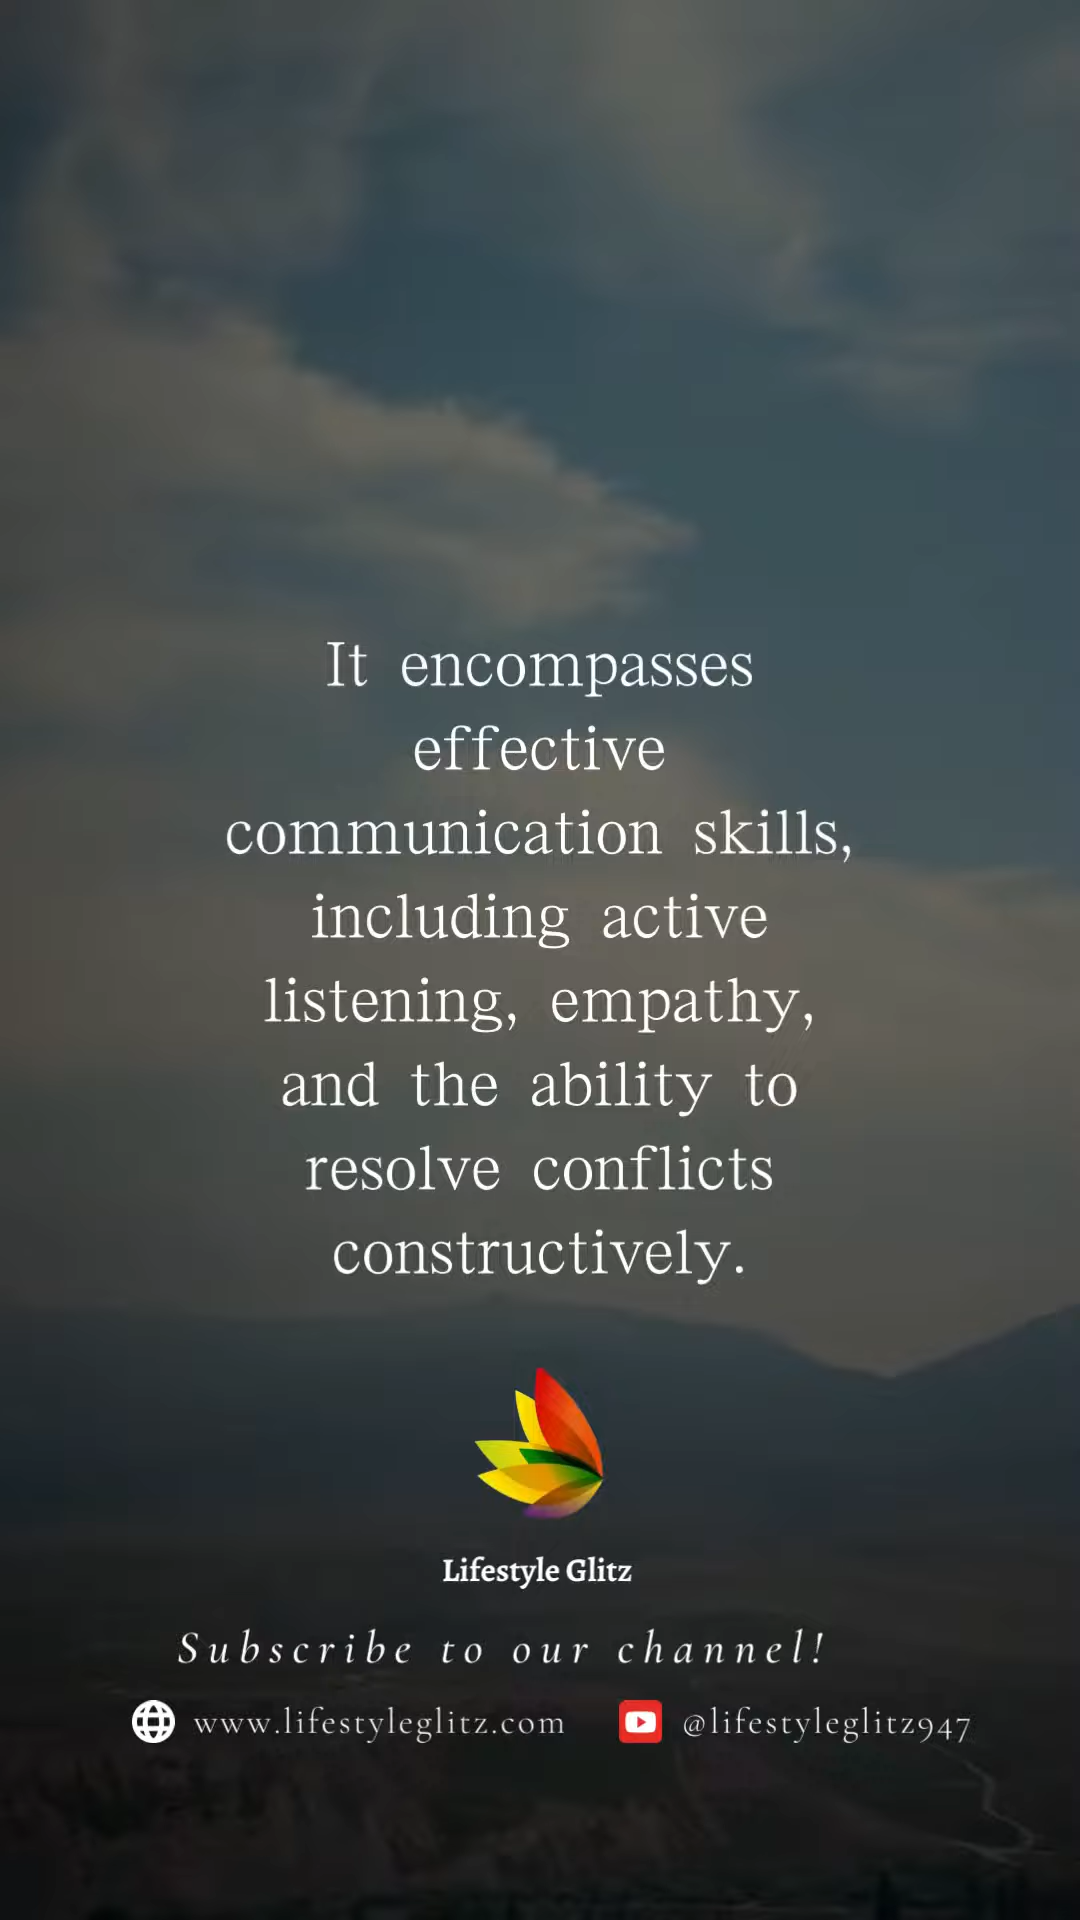 It encompasses
effective
communication skills,
including active
listening, empathy,
and the ability to
resolve conflicts
constructively.
Lifestyle Glitz
Subscribe to our channel!
www.lifestyleglitz.com
@lifestyleglitz947